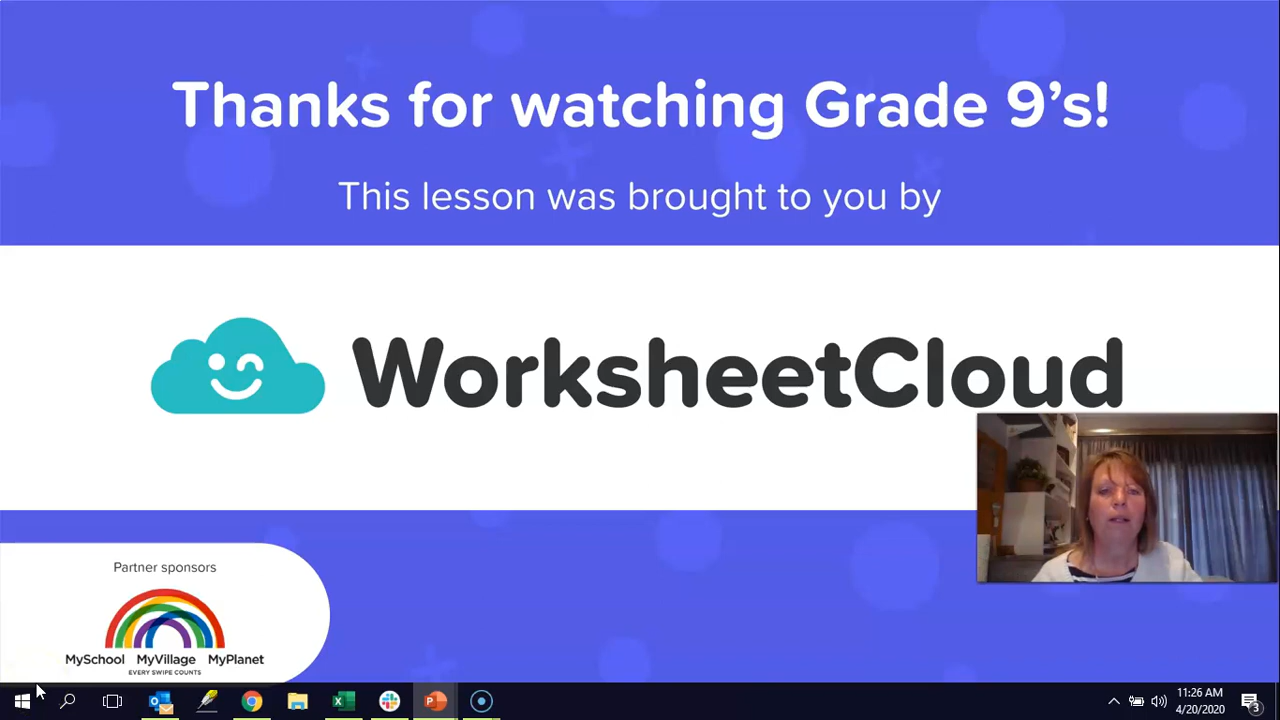 Thanks for watching Grade 9’s!
This lesson was brought to you by
WorksheetCloud
Partner sponsors
MySchool MyVillage MyPlanet
EVERY SWIPE COUNTS
11:26 AM
4/20/2020
3